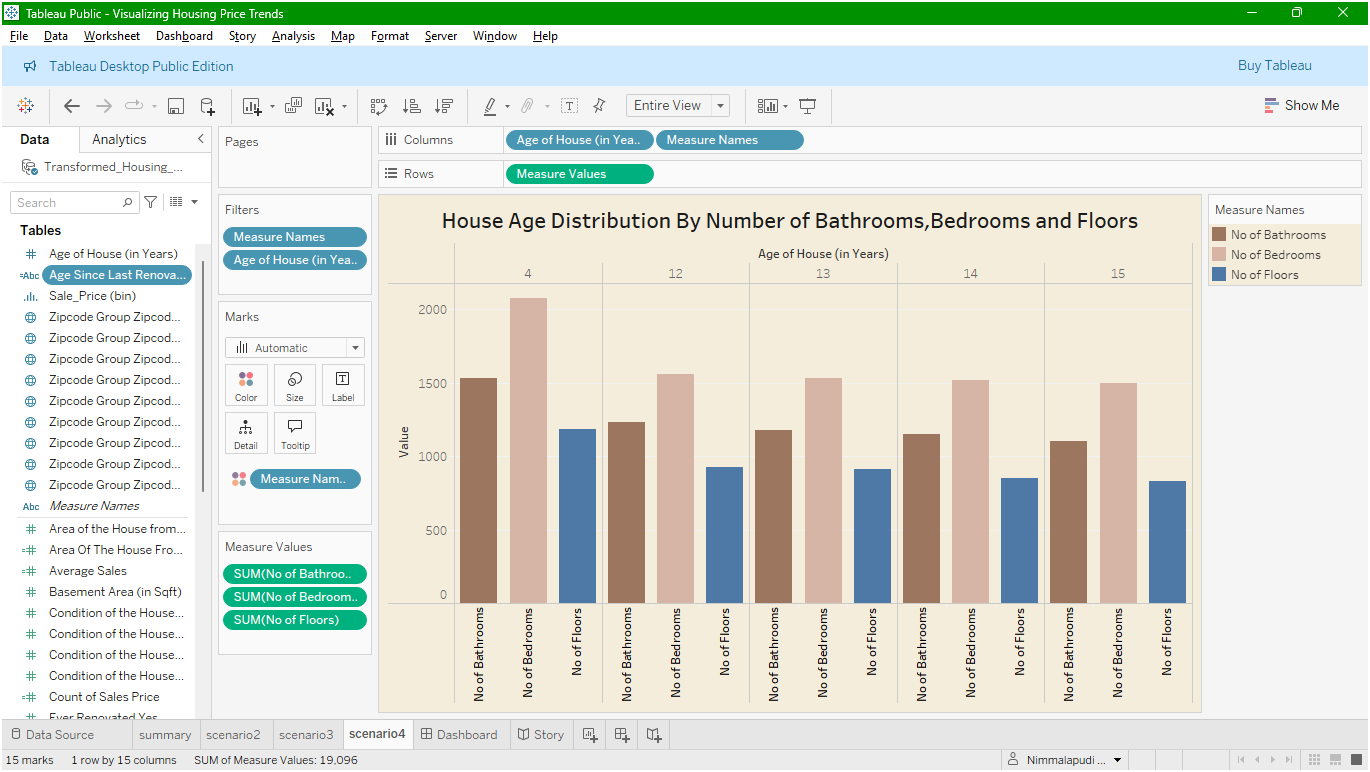 Tableau Public - Visualizing Housing Price Trends
File Data Worksheet Dashboard Story Analysis Map Format Server Window Help
Tableau Desktop Public Edition
Buy Tableau
Entire View
Show Me
Data
Analytics
Transformed_Housing_...
Search
Tables
Age of House (in Years)
Abc Age Since Last Renova...
Sale_Price (bin)
Zipcode Group Zipcod...
Zipcode Group Zipcod...
Zipcode Group Zipcod...
Zipcode Group Zipcod...
Zipcode Group Zipcod...
Zipcode Group Zipcod...
Zipcode Group Zipcod...
Zipcode Group Zipcod...
Zipcode Group Zipcod...
Abc Measure Names
Area of the House from...
Area Of The House Fro...
Average Sales
Basement Area (in Sqft)
Condition of the House...
Condition of the House...
Condition of the House...
Condition of the House...
Count of Sales Price
Ever Renovated Yes
Pages
Filters
Measure Names
Age of House (in Yea..
Marks
Automatic
Color Size Label
Detail Tooltip
Measure Nam..
Measure Values
SUM(No of Bathroo..
SUM(No of Bedroom..
SUM(No of Floors)
Columns Age of House (in Yea.. Measure Names
Rows Measure Values
House Age Distribution By Number of Bathrooms,Bedrooms and Floors
Age of House (in Years)
4 12 13 14 15
Value
2000
1500
1000
500
0
No of Bathrooms
No of Bedrooms
No of Floors
No of Bathrooms
No of Bedrooms
No of Floors
No of Bathrooms
No of Bedrooms
No of Floors
No of Bathrooms
No of Bedrooms
No of Floors
No of Bathrooms
No of Bedrooms
No of Floors
Measure Names
No of Bathrooms
No of Bedrooms
No of Floors
Data Source summary scenario2 scenario3 scenario4 Dashboard Story
15 marks 1 row by 15 columns SUM of Measure Values: 19,096
Nimmalapudi ...